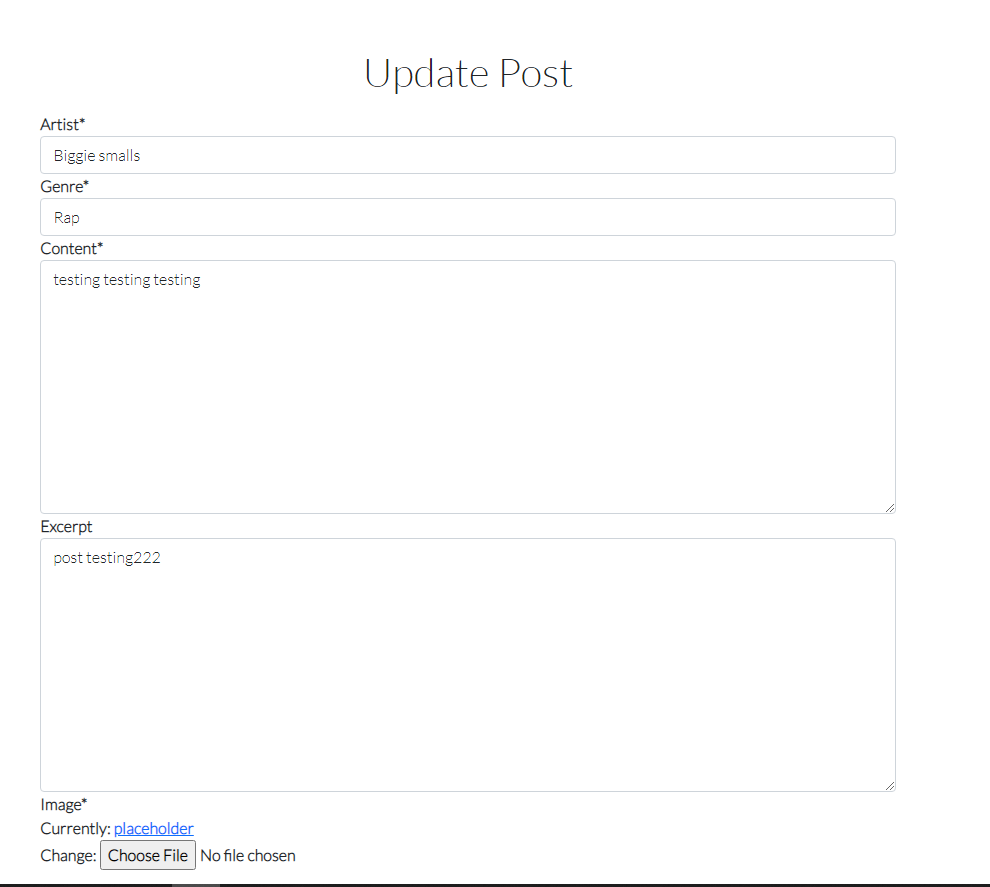 Update Post
Artist*
Biggie smalls
Genre*
Rap
Content*
testing testing testing
Excerpt
post testing222
Image*
Currently: placeholder
Change: Choose File No file chosen